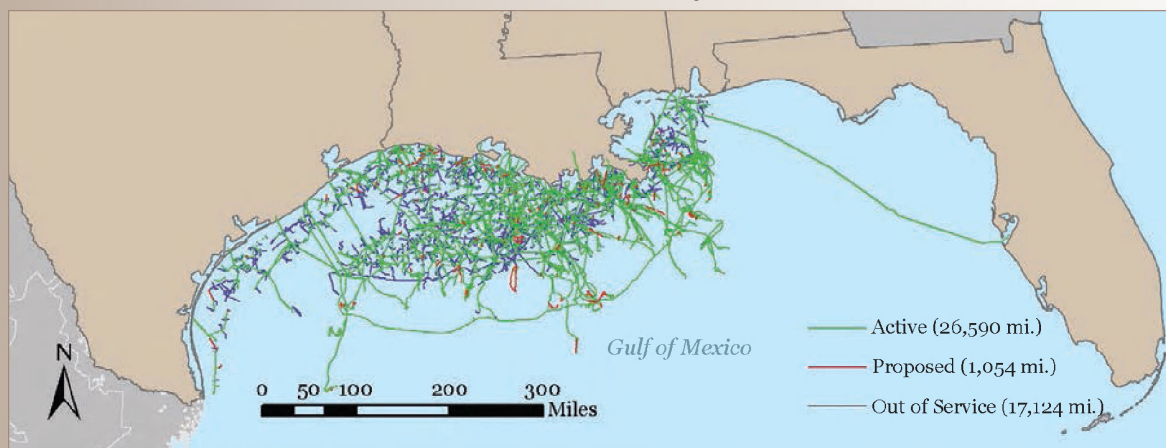 Active (26,590 mi.)
Gulf of Mexico
Proposed (1,054 mi.)
N
0 50 100 200 300
Miles
Out of Service (17,124 mi.)